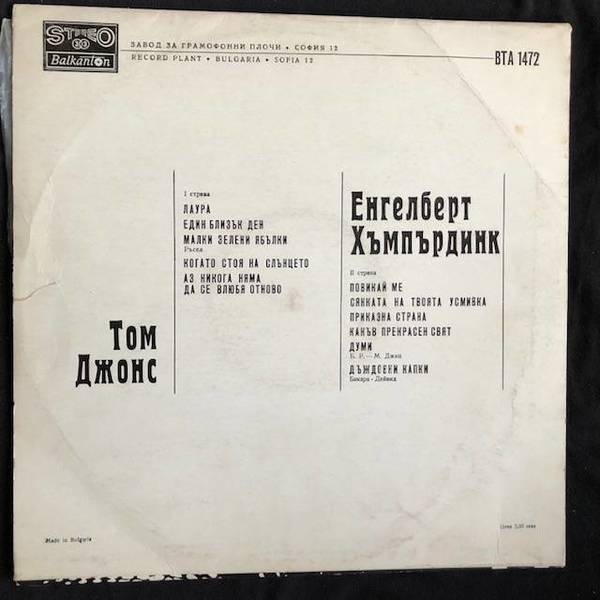 STEREO
33
Balkanton
ЗАВОД ЗА ГРАМОФОННИ ПЛОЧИ • СОФИЯ 12
RECORD PLANT • BULGARIA • SOFIA 12
ВТА 1472
I страна
ЛАУРА
ЕДИН БЛИЗЪК ДЕН
МАЛКИ ЗЕЛЕНИ ЯБЪЛКИ
Ръсел
КОГАТО СТОЯ НА СЛЪНЦЕТО
АЗ НИКОГА НЯМА
ДА СЕ ВЛЮБЯ ОТНОВО
Том
Джонс
Енгелберт
Хъмпърдинк
II страна
ПОВИКАЙ МЕ
СЯНКАТА НА ТВОЯТА УСМИВКА
ПРИКАЗНА СТРАНА
КАКЪВ ПРЕКРАСЕН СВЯТ
ДУМИ
Б. Р. — М. Джиб
ДЪЖДОВНИ КАПКИ
Бакара - Дейвид
Made in Bulgaria
Цена лева